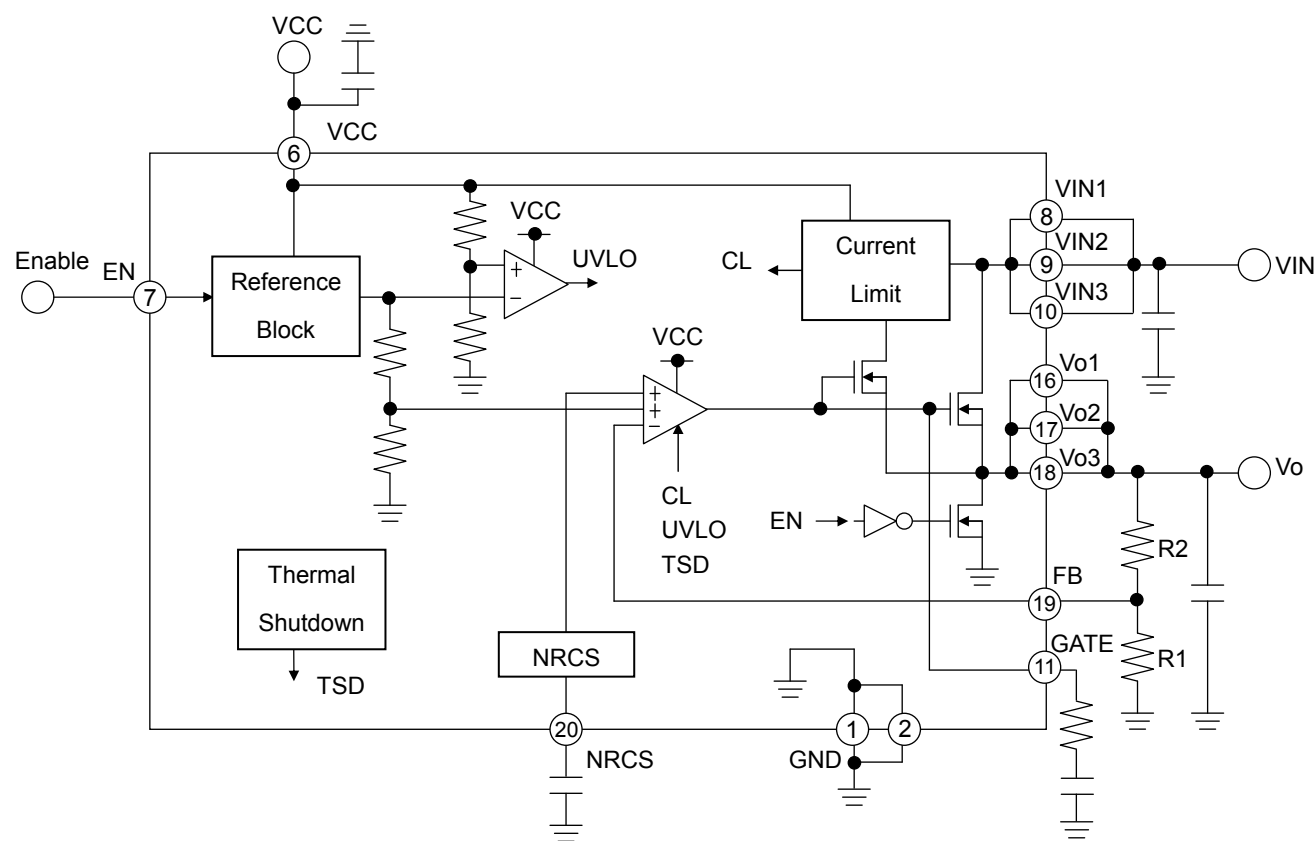 VCC
VCC
6
VIN1
8
VCC
VIN2
UVLO
Current
Limit
CL
9
VIN
Enable
EN
7
Reference
Block
+
−
VIN3
10
VCC
Vo1
16
+
+
−
Vo2
17
Vo3
18
Vo
CL
UVLO
TSD
EN
R2
Thermal
Shutdown
FB
19
GATE
11
R1
NRCS
TSD
20
NRCS
1
2
GND